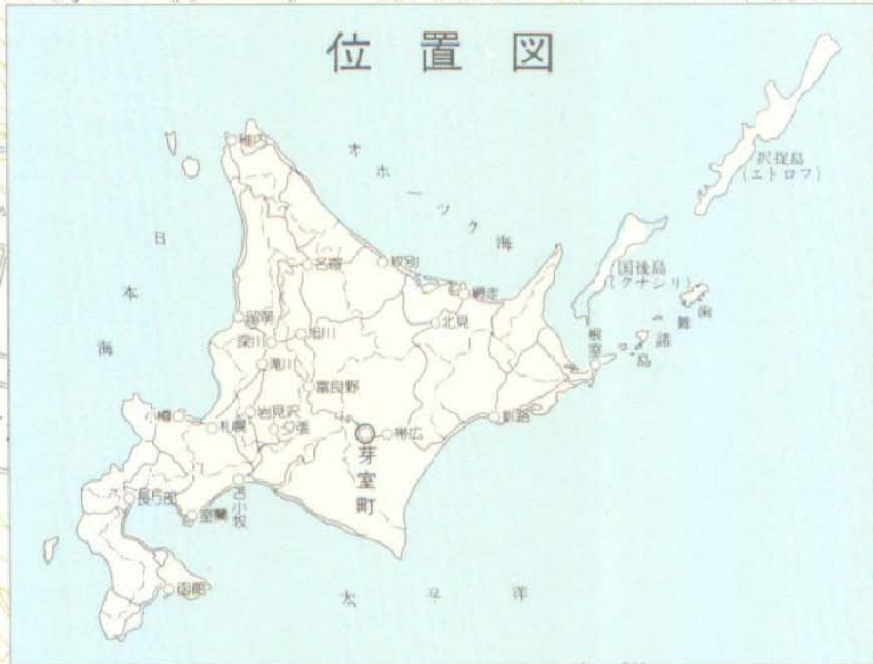 位置図
稚内
オホーツク海
択捉島
(エトロフ)
日本海
名寄
紋別
国後島
(クナシリ)
網走
歯舞諸島
留萌
北見
旭川
深川
根室
滝川
富良野
小樽
岩見沢
釧路
札幌
張
帯広
芽室町
苫小牧
長万部
室蘭
函館
太平洋